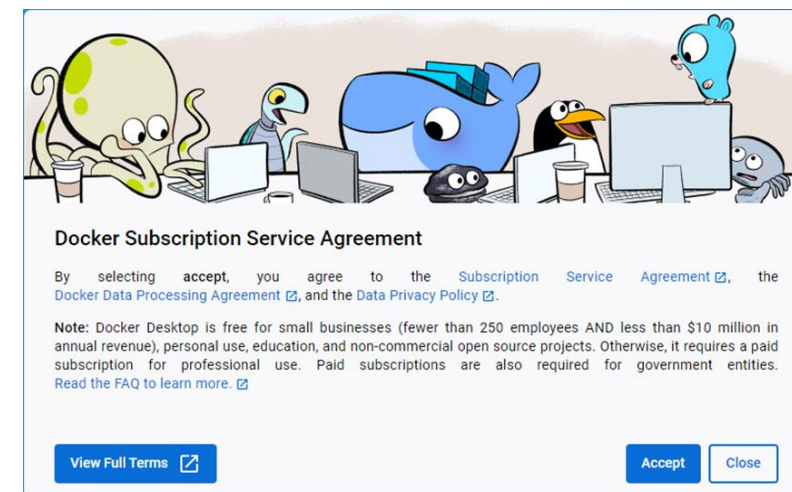 Docker Subscription Service Agreement
By selecting accept, you agree to the Subscription Service Agreement, the
Docker Data Processing Agreement, and the Data Privacy Policy.
Note: Docker Desktop is free for small businesses (fewer than 250 employees AND less than $10 million in
annual revenue), personal use, education, and non-commercial open source projects. Otherwise, it requires a paid
subscription for professional use. Paid subscriptions are also required for government entities.
Read the FAQ to learn more.
View Full Terms Accept Close